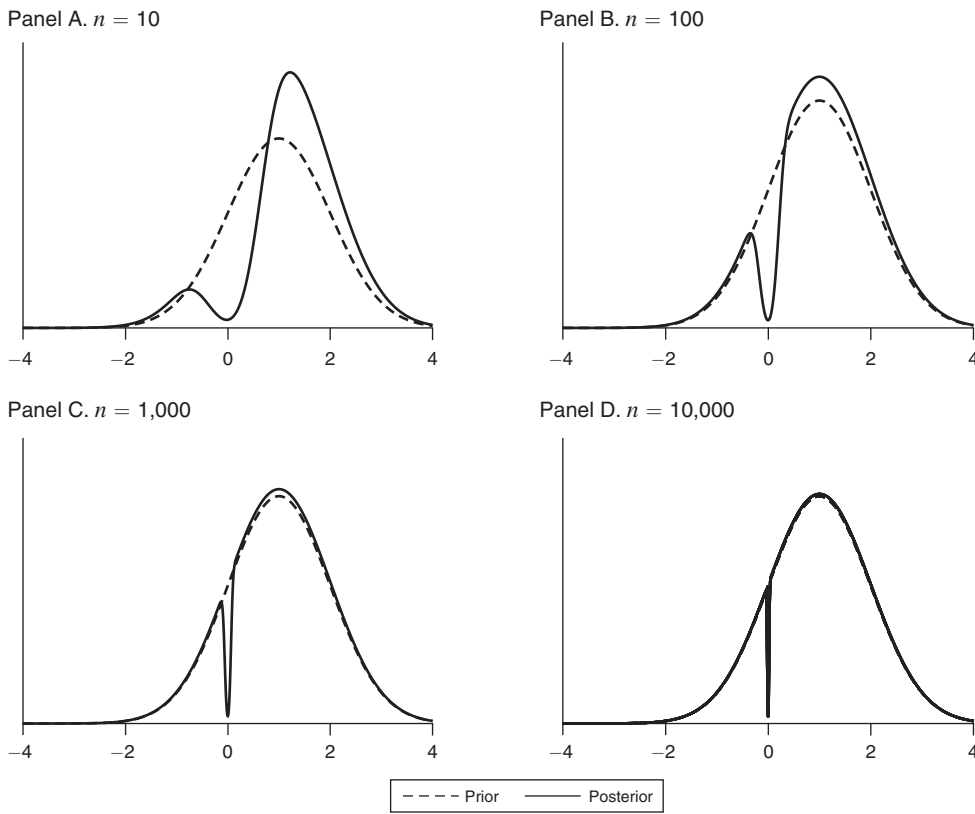 Panel A. n = 10
Panel B. n = 100
−4 −2 0 2 4
−4 −2 0 2 4
Panel C. n = 1,000
Panel D. n = 10,000
−4 −2 0 2 4
−4 −2 0 2 4
Prior Posterior